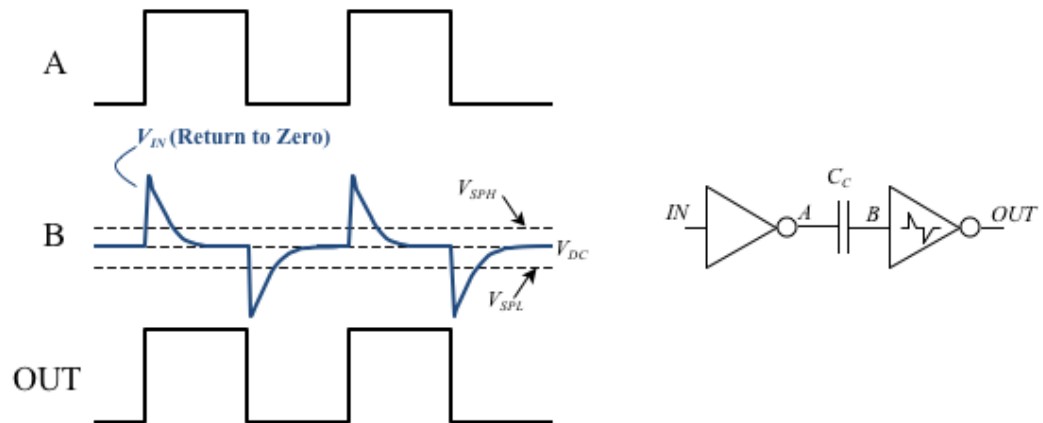 A
V_IN (Return to Zero)
V_SPH
B
V_DC
V_SPL
OUT
C_C
IN
A
B
OUT